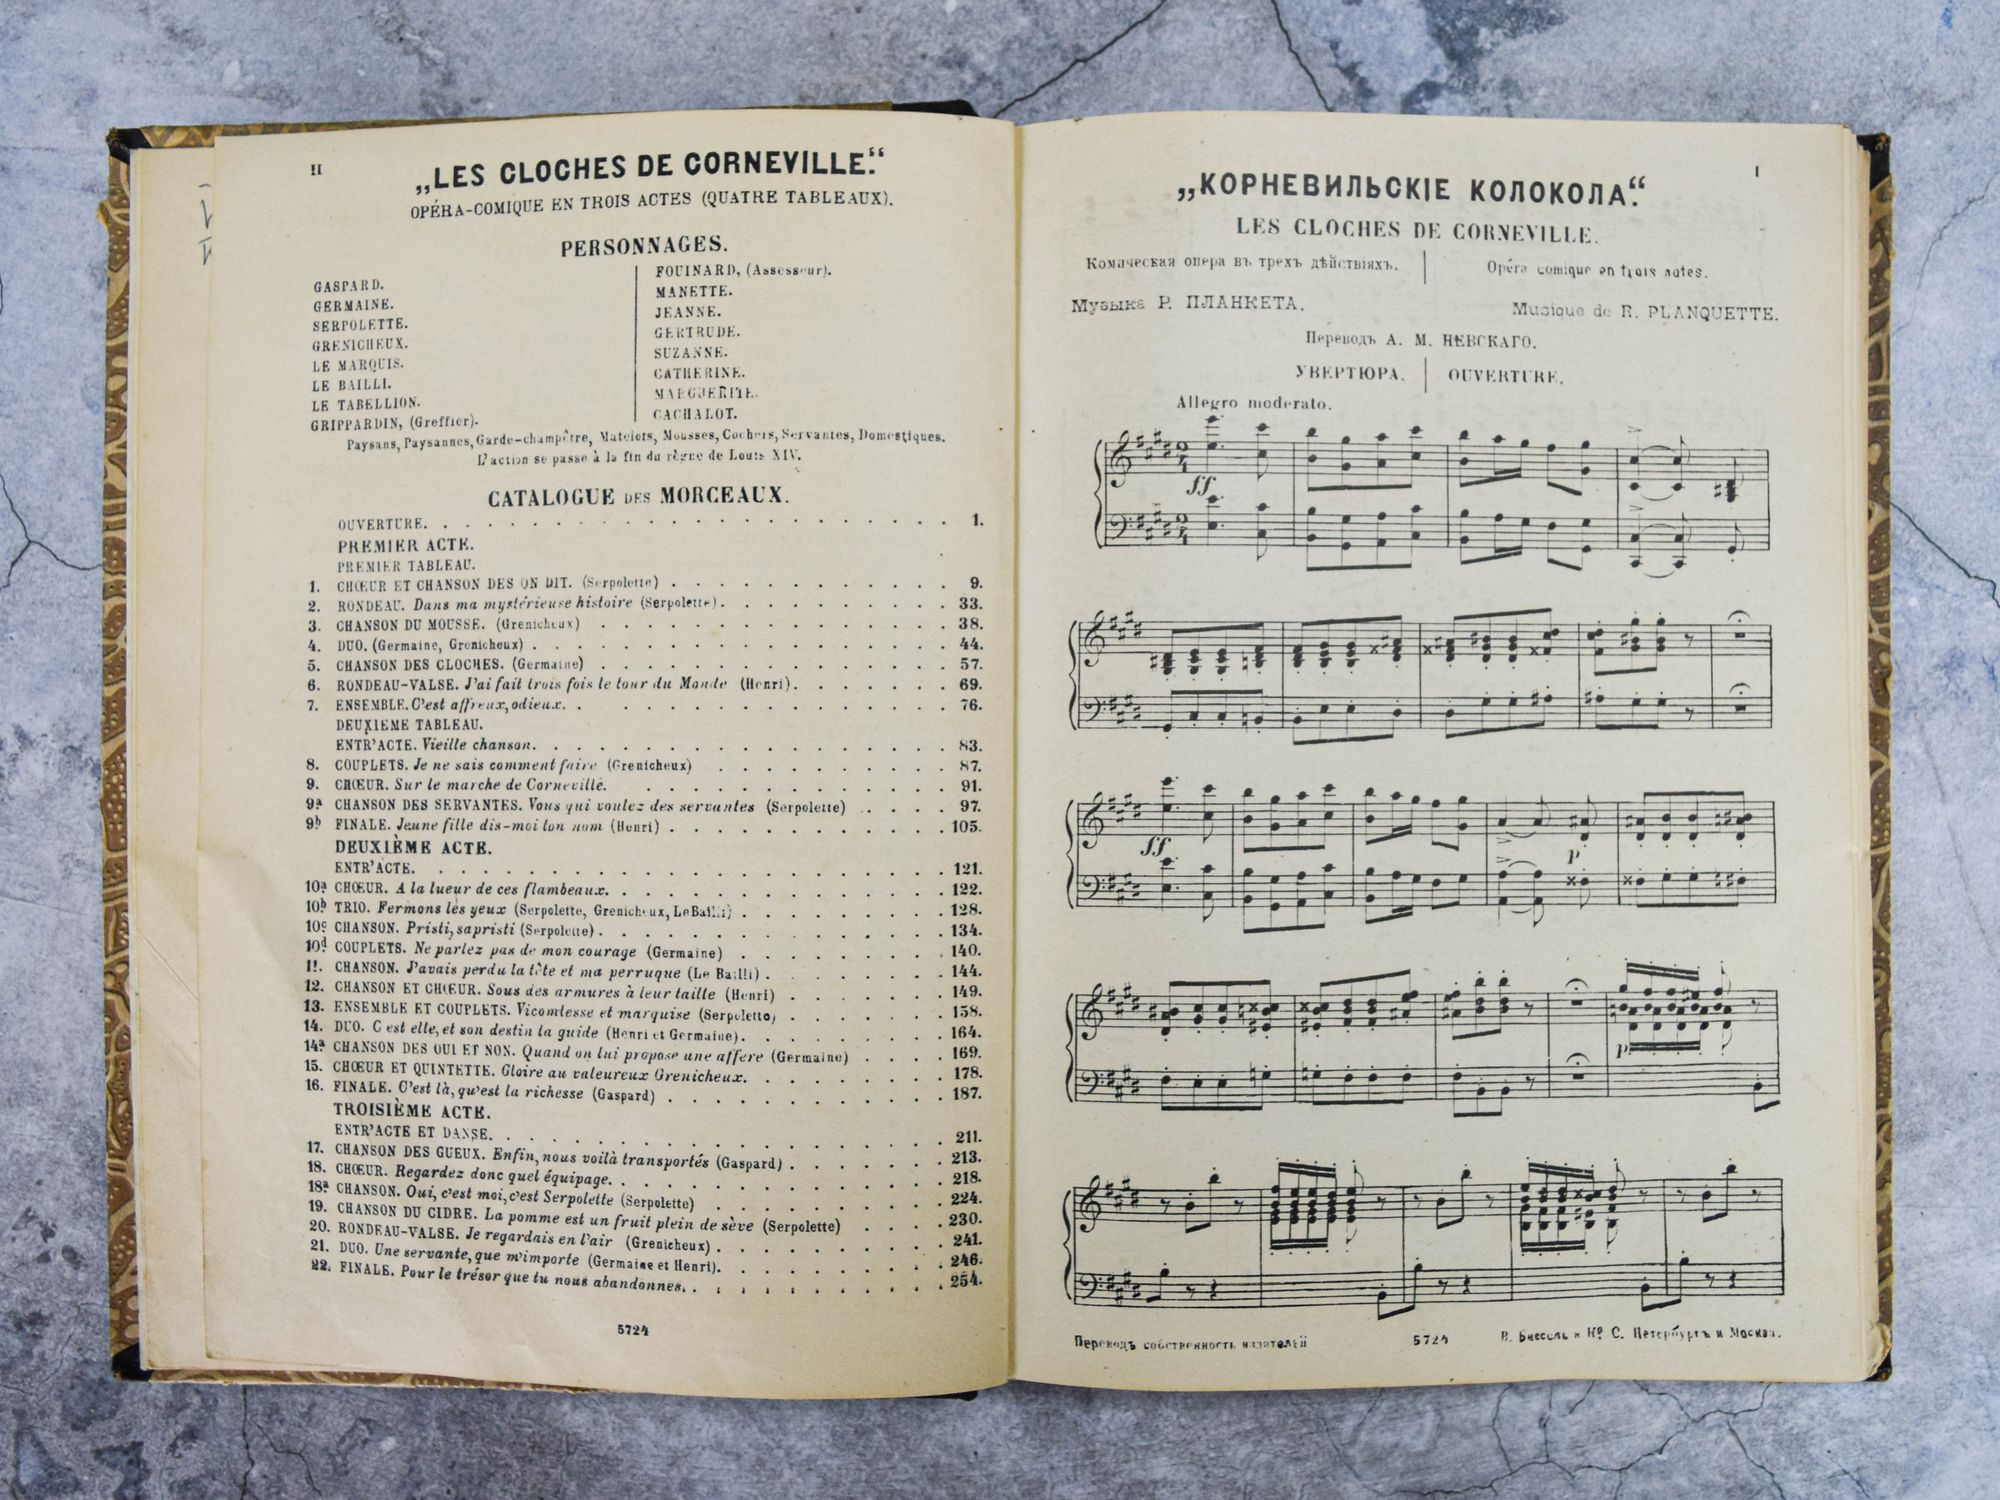 II
„LES CLOCHES DE CORNEVILLE.“
OPÉRA-COMIQUE EN TROIS ACTES (QUATRE TABLEAUX).
PERSONNAGES.
GASPARD.
GERMAINE.
SERPOLETTE.
GRENICHEUX.
LE MARQUIS.
LE BAILLI.
LE TABELLION.
GRIPPARDIN, (Greffier).
FOUINARD, (Assesseur).
MANETTE.
JEANNE.
GERTRUDE.
SUZANNE.
CATHERINE.
MARGUERITE.
CACHALOT.
Paysans, Paysannes, Garde-champêtre, Matelots, Mousses, Cochers, Servantes, Domestiques.
L'action se passe à la fin du règne de Louis XIV.
CATALOGUE DES MORCEAUX.
OUVERTURE. 1.
PREMIER ACTE.
PREMIER TABLEAU.
1. CHŒUR ET CHANSON DES ON DIT. (Serpolette) 9.
2. RONDEAU. Dans ma mystérieuse histoire (Serpolette). 33.
3. CHANSON DU MOUSSE. (Grenicheux) 38.
4. DUO. (Germaine, Grenicheux) 44.
5. CHANSON DES CLOCHES. (Germaine) 57.
6. RONDEAU-VALSE. J'ai fait trois fois le tour du Monde (Henri). 69.
7. ENSEMBLE. C'est affreux, odieux. 76.
DEUXIEME TABLEAU.
ENTR'ACTE. Vieille chanson. 83.
8. COUPLETS. Je ne sais comment faire (Grenicheux) 87.
9. CHŒUR. Sur le marche de Corneville. 91.
9a CHANSON DES SERVANTES. Vous qui voulez des servantes (Serpolette) 97.
9b FINALE. Jeune fille dis-moi ton nom (Henri) 105.
DEUXIÈME ACTE.
ENTR'ACTE. 121.
10a CHŒUR. A la lueur de ces flambeaux. 122.
10b TRIO. Fermons les yeux (Serpolette, Grenicheux, Le Bailli) 128.
10c CHANSON. Pristi, sapristi (Serpolette) 134.
10d COUPLETS. Ne parlez pas de mon courage (Germaine) 140.
11. CHANSON. J'avais perdu la tête et ma perruque (Le Bailli) 144.
12. CHANSON ET CHŒUR. Sous des armures à leur taille (Henri) 149.
13. ENSEMBLE ET COUPLETS. Vicomtesse et marquise (Serpolette) 158.
14. DUO. C'est elle, et son destin la guide (Henri et Germaine). 164.
14a CHANSON DES OUI ET NON. Quand on lui propose une affere (Germaine) 169.
15. CHŒUR ET QUINTETTE. Gloire au valeureux Grenicheux. 178.
16. FINALE. C'est là, qu'est la richesse (Gaspard) 187.
TROISIÈME ACTE.
ENTR'ACTE ET DANSE. 211.
17. CHANSON DES GUEUX. Enfin, nous voilà transportés (Gaspard) 213.
18. CHŒUR. Regardez donc quel équipage. 218.
18a CHANSON. Oui, c'est moi, c'est Serpolette (Serpolette) 224.
19. CHANSON DU CIDRE. La pomme est un fruit plein de sève (Serpolette) 230.
20. RONDEAU-VALSE. Je regardais en l'air (Grenicheux) 241.
21. DUO. Une servante, que m'importe (Germaine et Henri). 246.
22. FINALE. Pour le trésor que tu nous abandonnes. 254.
5724
I
„КОРНЕВИЛЬСКІЕ КОЛОКОЛА.“
LES CLOCHES DE CORNEVILLE.
Комическая опера въ трехъ дѣйствіяхъ.
Opéra comique en trois actes.
Музыка Р. ПЛАНКЕТА.
Musique de R. PLANQUETTE.
Переводъ А. М. НЕВСКАГО.
УВЕРТЮРА. OUVERTURE.
Allegro moderato.
ff
ff
p
p
Переводъ собственность издателей
5724
В. Бессель и Ко. С. Петербургъ и Москва.